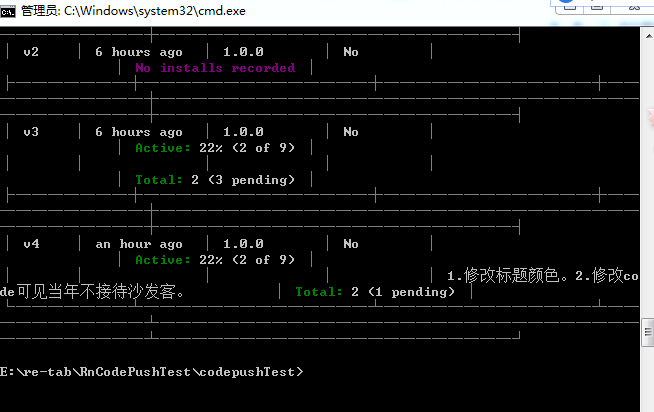 管理员: C:\Windows\system32\cmd.exe
v2 6 hours ago 1.0.0 No
No installs recorded
v3 6 hours ago 1.0.0 No
Active: 22% (2 of 9)
Total: 2 (3 pending)
v4 an hour ago 1.0.0 No
Active: 22% (2 of 9)
1.修改标题颜色。2.修改co
de可见当年不接待沙发客。 Total: 2 (1 pending)
E:\re-tab\RnCodePushTest\codepushTest>